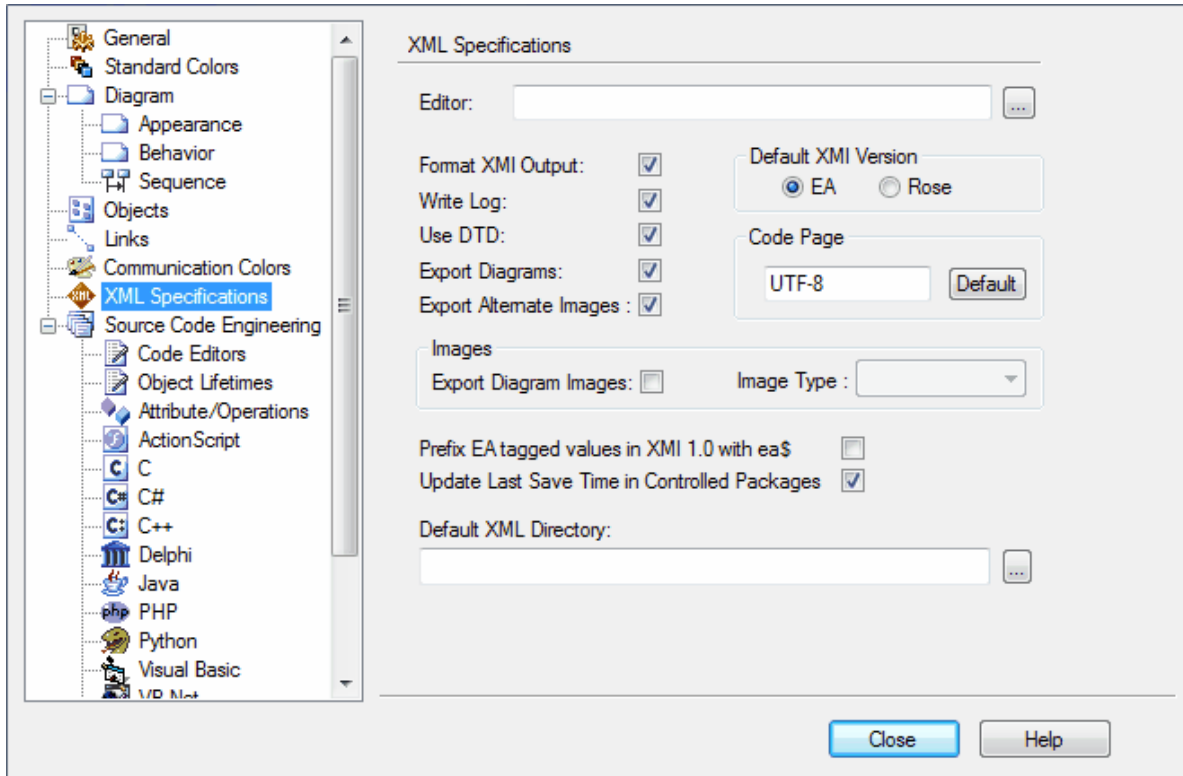 General
Standard Colors
Diagram
Appearance
Behavior
Sequence
Objects
Links
Communication Colors
XML Specifications
Source Code Engineering
Code Editors
Object Lifetimes
Attribute/Operations
ActionScript
C
C#
C++
Delphi
Java
PHP
Python
Visual Basic
VB.Net
XML Specifications
Editor:
...
Format XMI Output:
Write Log:
Use DTD:
Export Diagrams:
Export Alternate Images :
Default XMI Version
EA Rose
Code Page
UTF-8 Default
Images
Export Diagram Images: Image Type :
Prefix EA tagged values in XMI 1.0 with ea$
Update Last Save Time in Controlled Packages
Default XML Directory:
...
Close Help